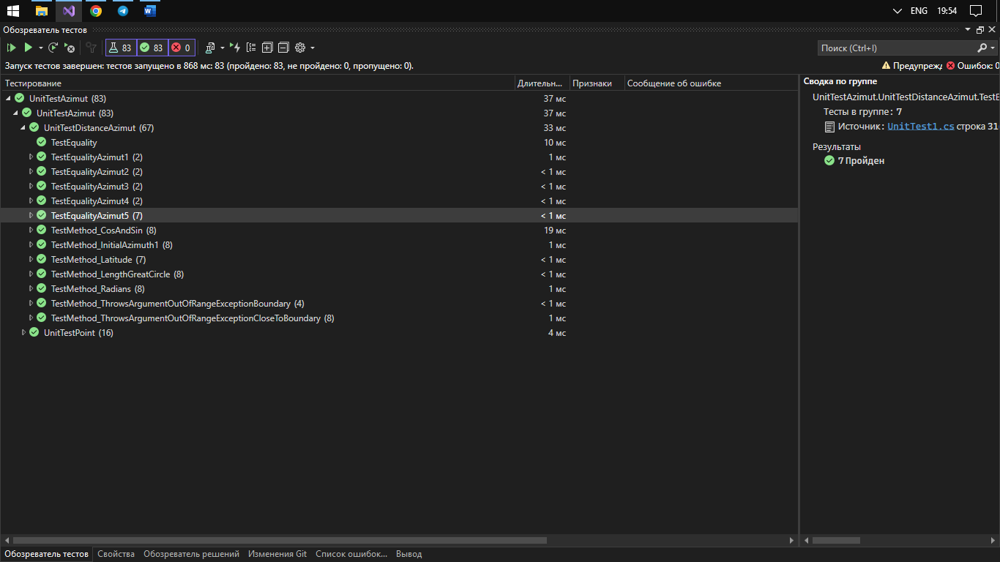 ENG 19:54
Обозреватель тестов
83 83 0
Поиск (Ctrl+I)
Запуск тестов завершен: тестов запущено в 868 мс: 83 (пройдено: 83, не пройдено: 0, пропущено: 0).
Предупрежд Ошибок: 0
Тестирование Длительн... Признаки Сообщение об ошибке
UnitTestAzimut (83) 37 мс
UnitTestAzimut (83) 37 мс
UnitTestDistanceAzimut (67) 33 мс
TestEquality 10 мс
TestEqualityAzimut1 (2) 1 мс
TestEqualityAzimut2 (2) < 1 мс
TestEqualityAzimut3 (2) < 1 мс
TestEqualityAzimut4 (2) < 1 мс
TestEqualityAzimut5 (7) < 1 мс
TestMethod_CosAndSin (8) 19 мс
TestMethod_InitialAzimuth1 (8) 1 мс
TestMethod_Latitude (7) < 1 мс
TestMethod_LengthGreatCircle (8) < 1 мс
TestMethod_Radians (8) 1 мс
TestMethod_ThrowsArgumentOutOfRangeExceptionBoundary (4) < 1 мс
TestMethod_ThrowsArgumentOutOfRangeExceptionCloseToBoundary (8) 1 мс
UnitTestPoint (16) 4 мс
Сводка по группе
UnitTestAzimut.UnitTestDistanceAzimut.TestE
Тесты в группе: 7
Источник: UnitTest1.cs строка 31
Результаты
7 Пройден
Обозреватель тестов Свойства Обозреватель решений Изменения Git Список ошибок... Вывод